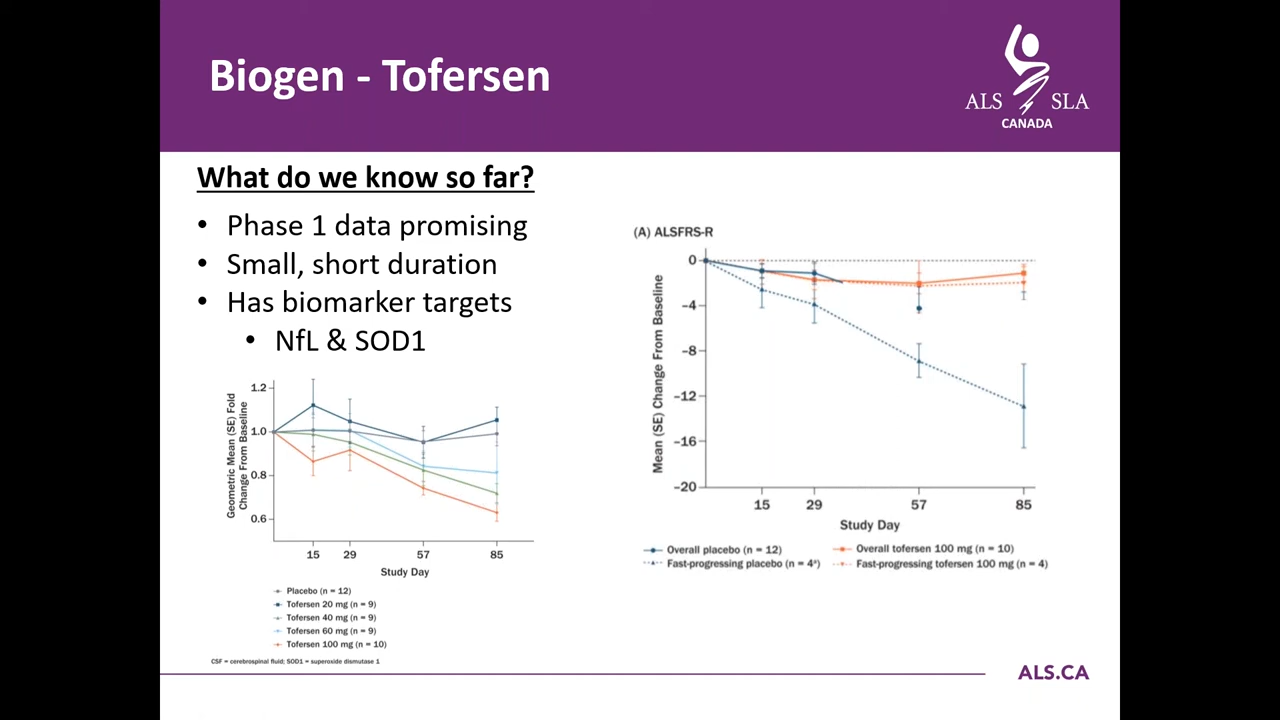 Biogen - Tofersen
ALS SLA
CANADA
What do we know so far?
• Phase 1 data promising
• Small, short duration
• Has biomarker targets
• NfL & SOD1
Geometric Mean (SE) Fold
Change From Baseline
1.2
1.0
0.8
0.6
15 29 57 85
Study Day
Placebo (n = 12)
Tofersen 20 mg (n = 9)
Tofersen 40 mg (n = 9)
Tofersen 60 mg (n = 9)
Tofersen 100 mg (n = 10)
CSF = cerebrospinal fluid; SOD1 = superoxide dismutase 1
(A) ALSFRS-R
Mean (SE) Change From Baseline
0
−4
−8
−12
−16
−20
15 29 57 85
Study Day
Overall placebo (n = 12)
Fast-progressing placebo (n = 4ª)
Overall tofersen 100 mg (n = 10)
Fast-progressing tofersen 100 mg (n = 4)
ALS.CA